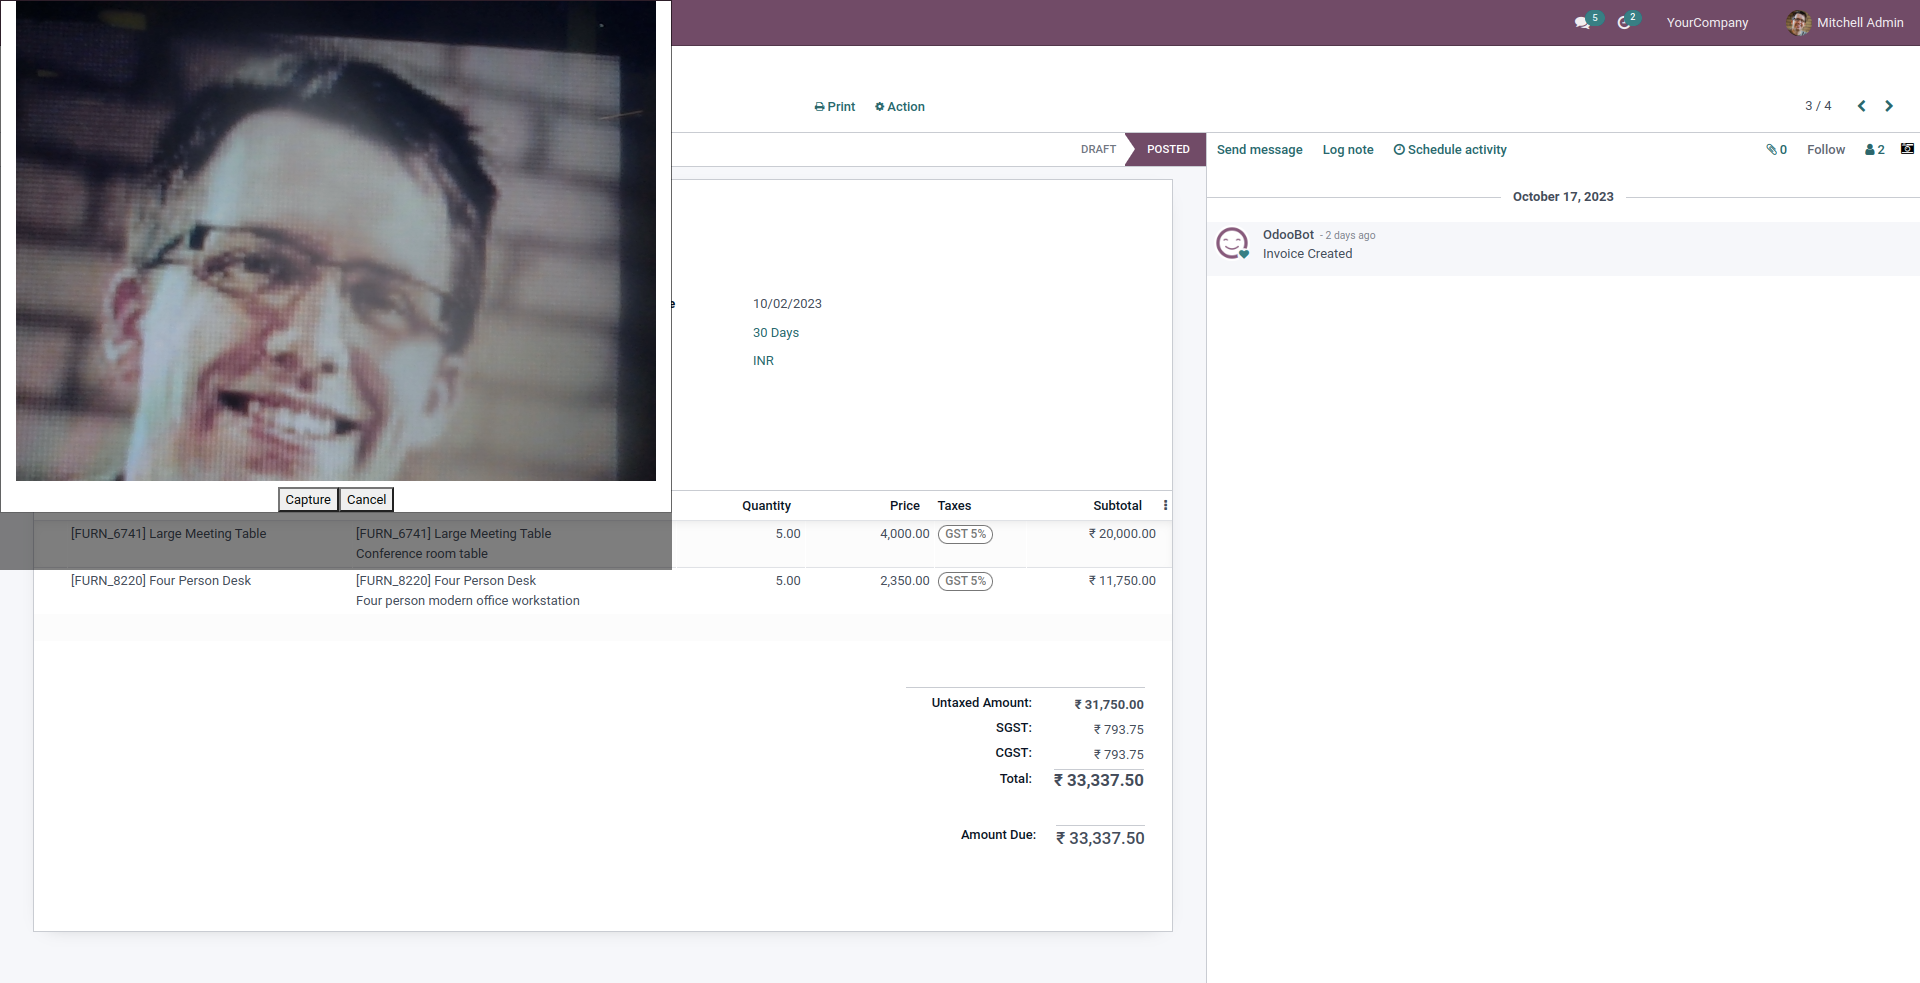 5
2
YourCompany
Mitchell Admin
Print
Action
3 / 4
DRAFT
POSTED
Send message
Log note
Schedule activity
0
Follow
2
October 17, 2023
OdooBot - 2 days ago
Invoice Created
e
10/02/2023
30 Days
INR
Capture
Cancel
Quantity
Price
Taxes
Subtotal
[FURN_6741] Large Meeting Table
[FURN_6741] Large Meeting Table
Conference room table
5.00
4,000.00
GST 5%
₹ 20,000.00
[FURN_8220] Four Person Desk
[FURN_8220] Four Person Desk
Four person modern office workstation
5.00
2,350.00
GST 5%
₹ 11,750.00
Untaxed Amount: ₹ 31,750.00
SGST: ₹ 793.75
CGST: ₹ 793.75
Total: ₹ 33,337.50
Amount Due: ₹ 33,337.50